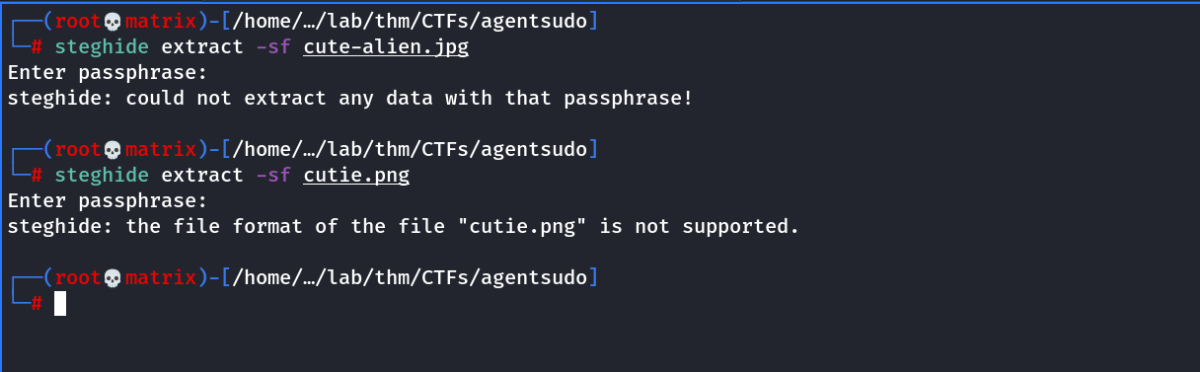 ┌──(root💀matrix)-[/home/…/lab/thm/CTFs/agentsudo]
└─# steghide extract -sf cute-alien.jpg
Enter passphrase:
steghide: could not extract any data with that passphrase!
┌──(root💀matrix)-[/home/…/lab/thm/CTFs/agentsudo]
└─# steghide extract -sf cutie.png
Enter passphrase:
steghide: the file format of the file "cutie.png" is not supported.
┌──(root💀matrix)-[/home/…/lab/thm/CTFs/agentsudo]
└─#